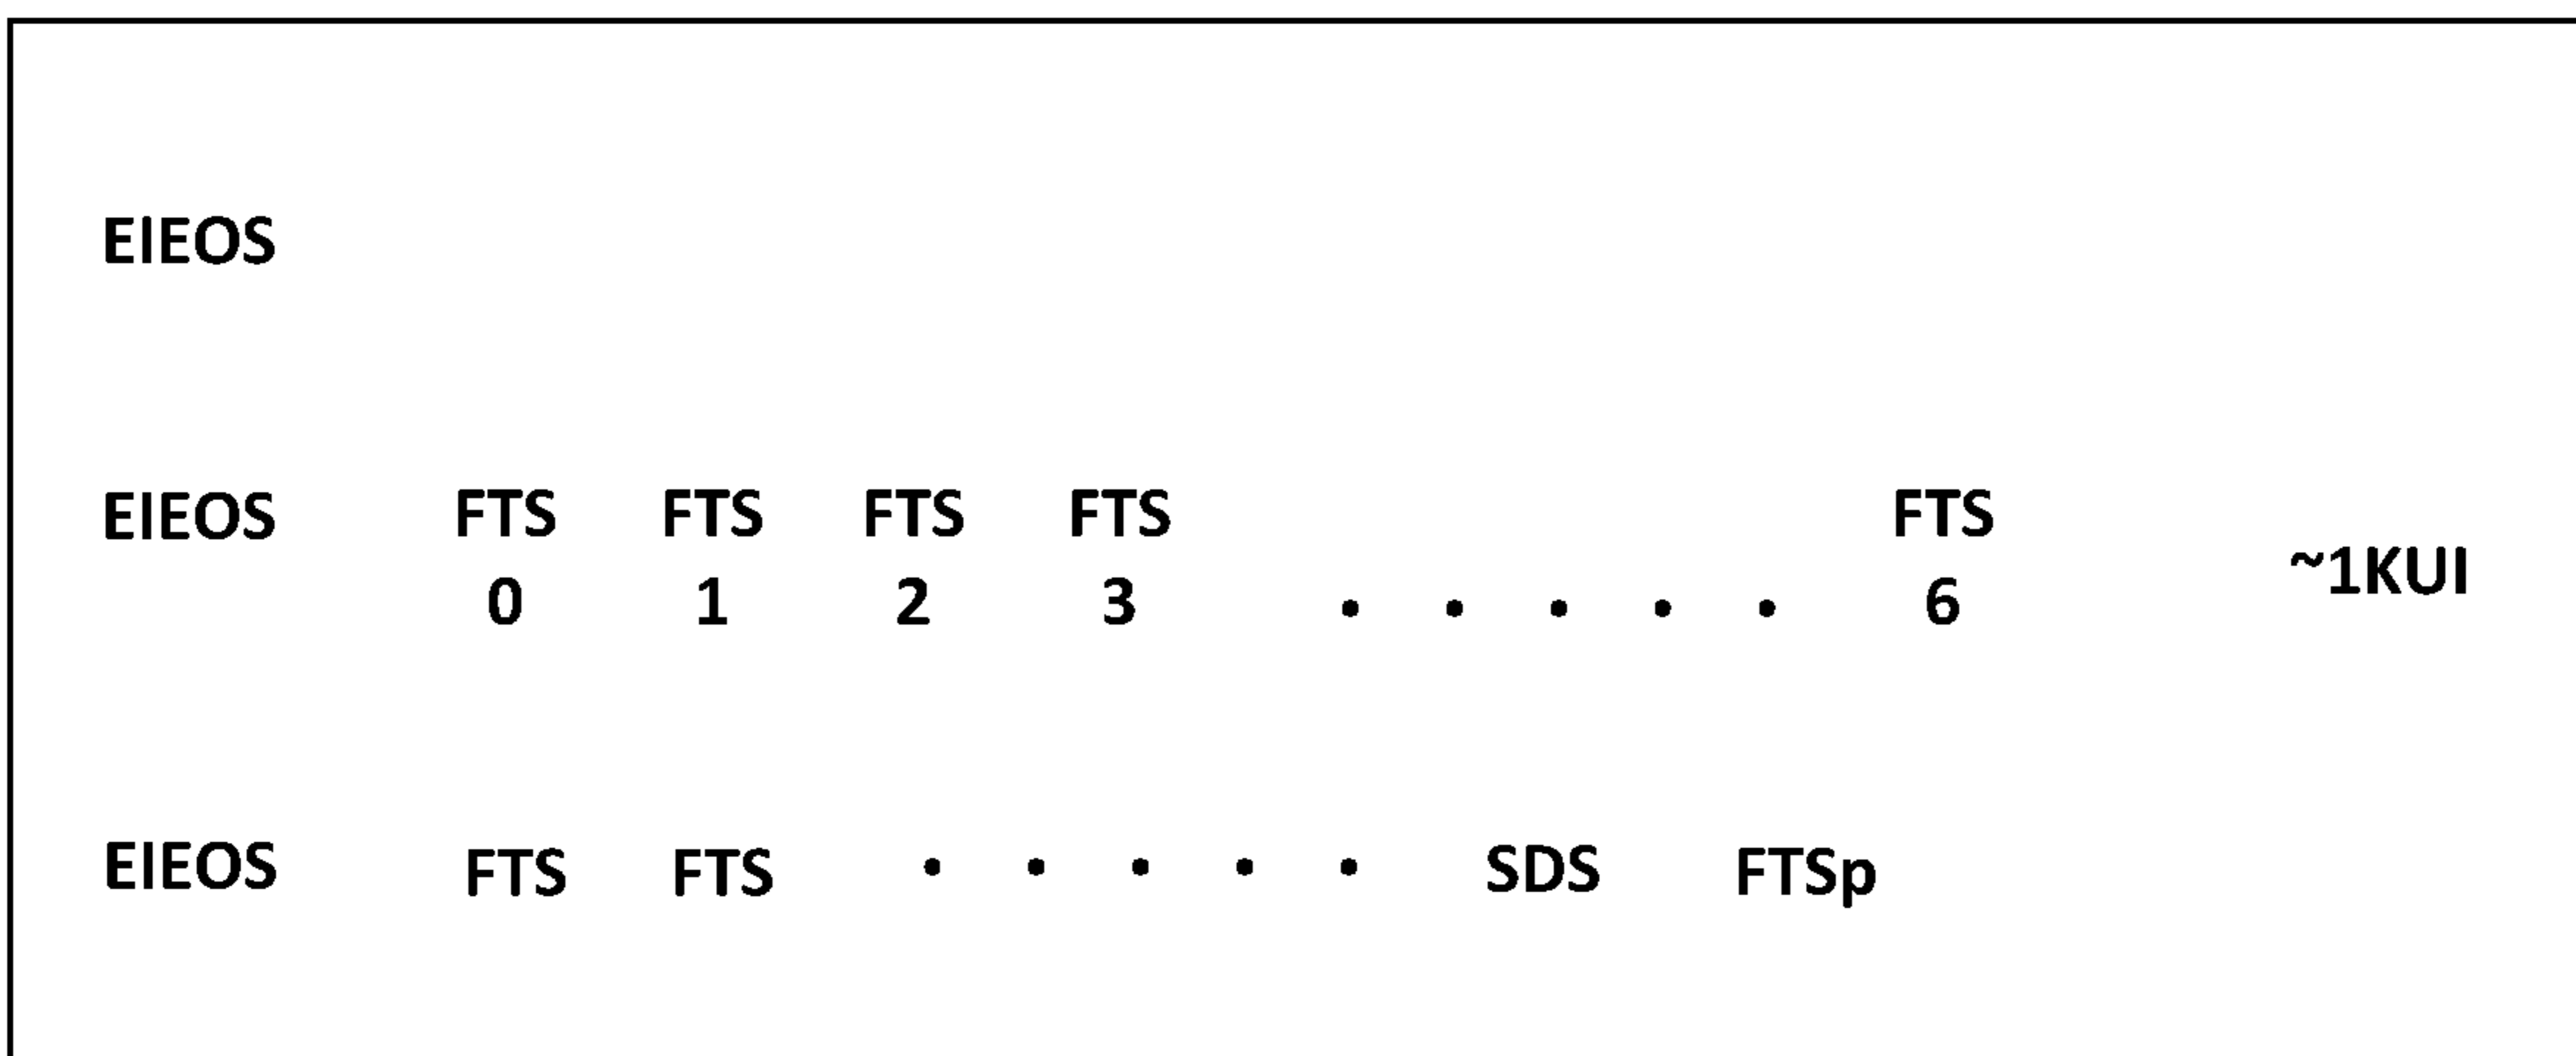 EIEOS
EIEOS FTS FTS FTS FTS FTS
0 1 2 3 . . . . . 6 ~1KUI
EIEOS FTS FTS . . . . . SDS FTSp